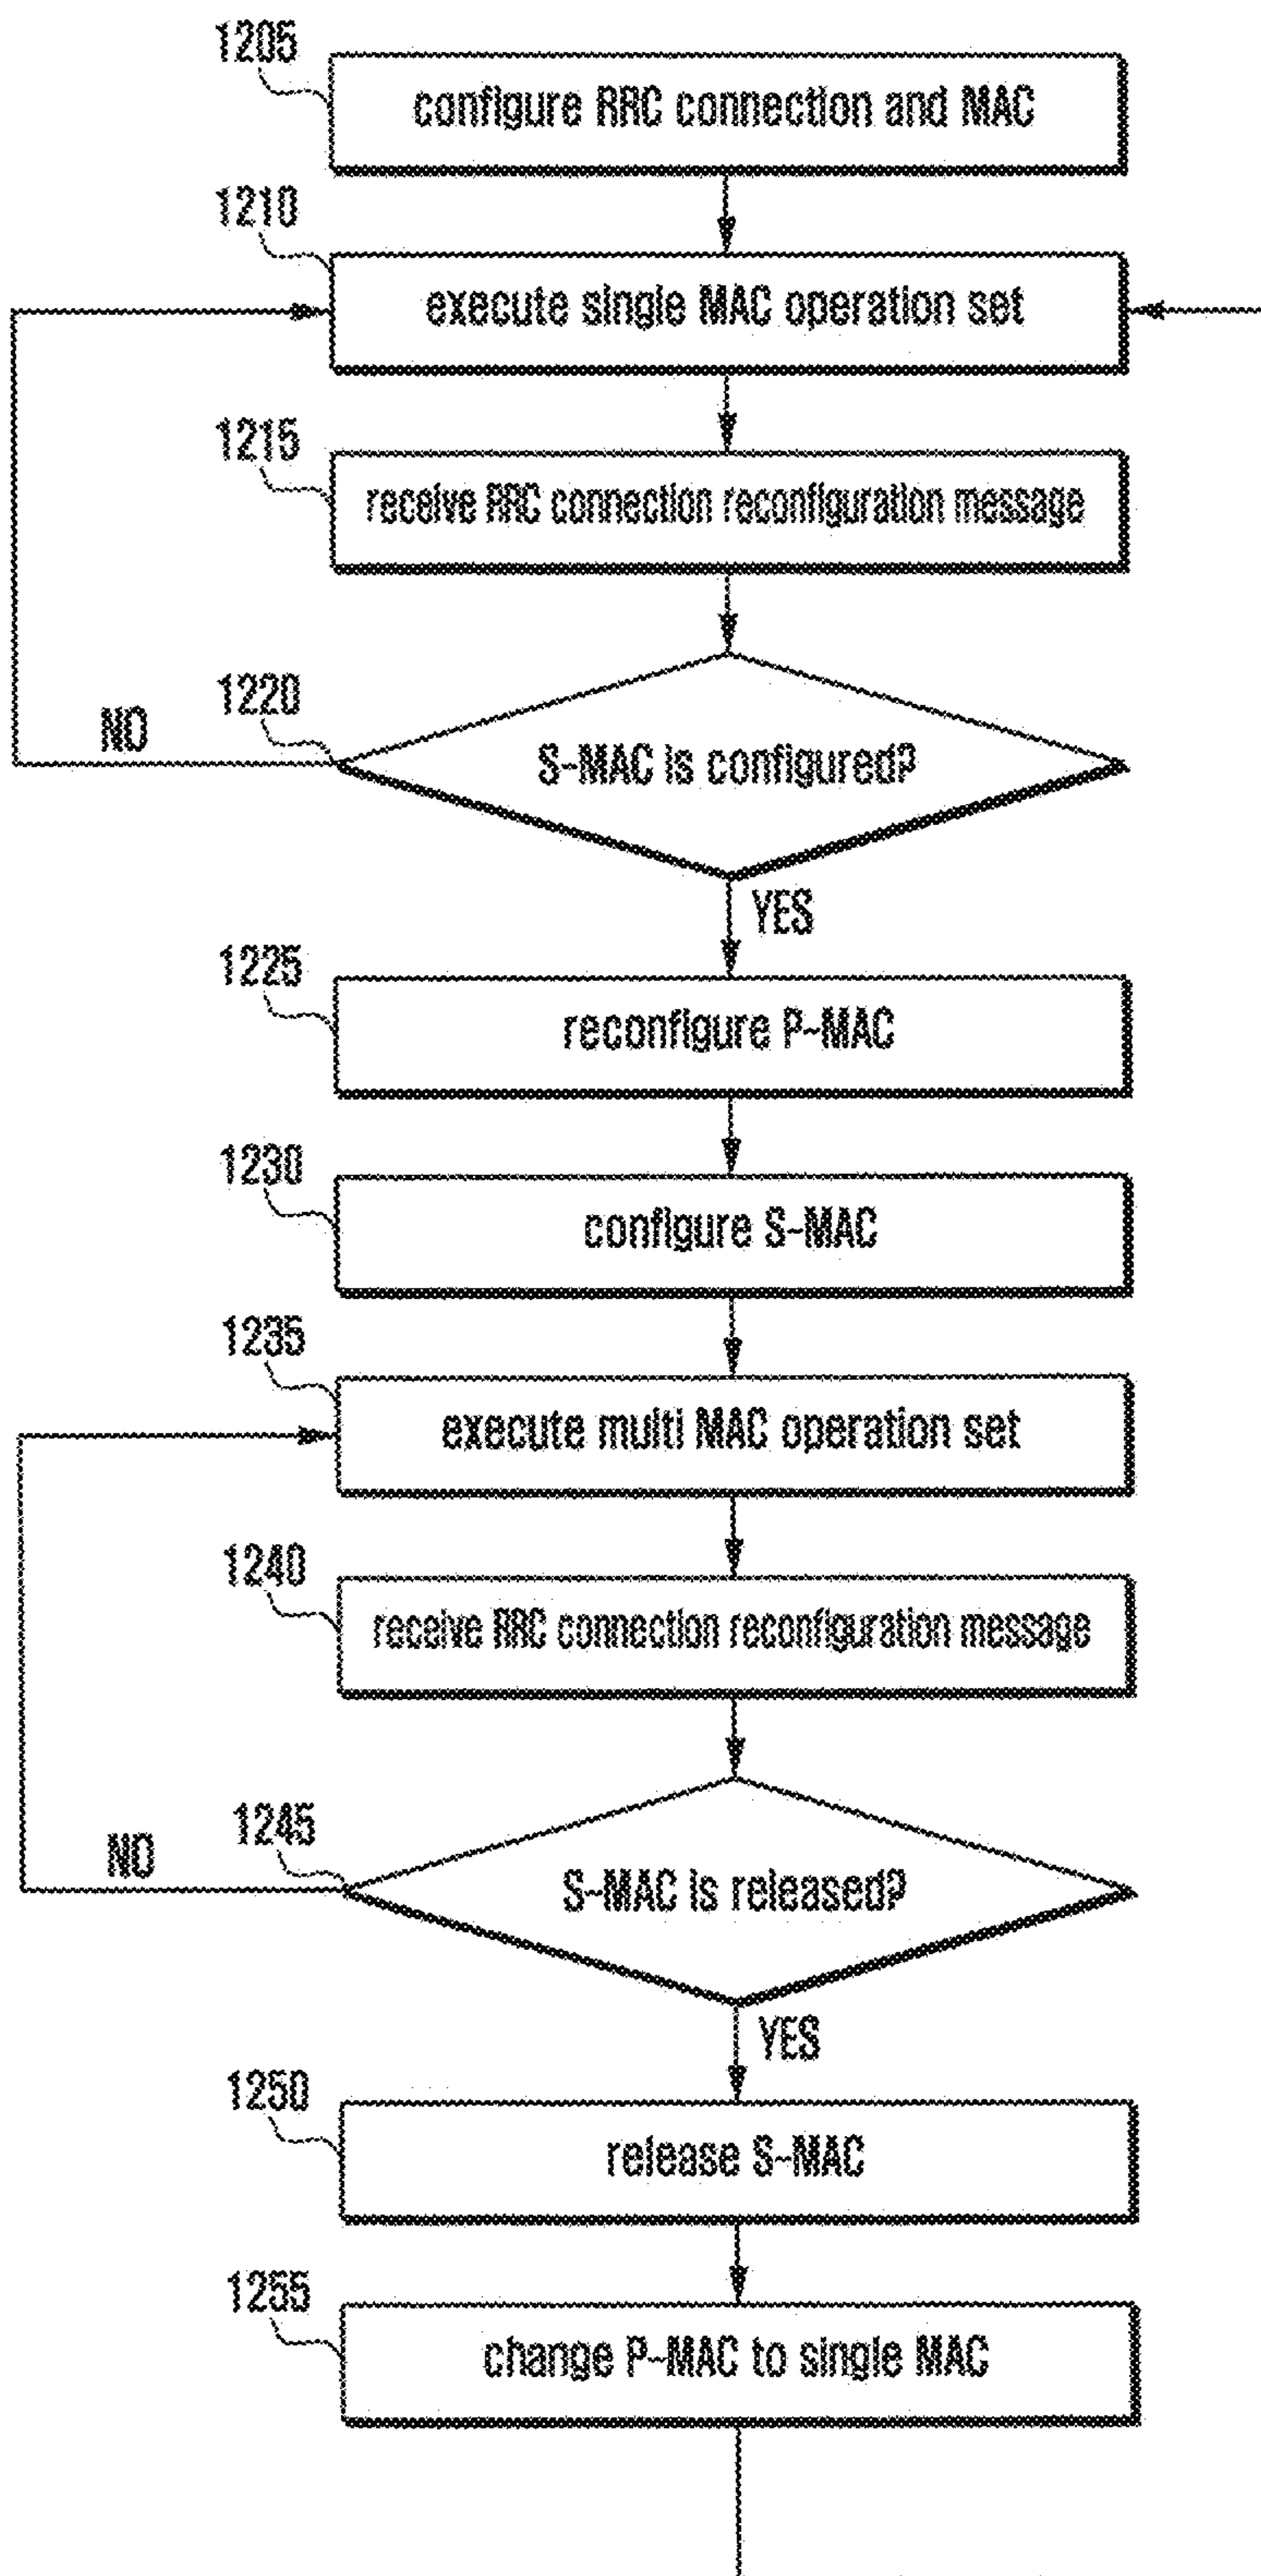 1205
configure RRC connection and MAC
1210
execute single MAC operation set
1215
receive RRC connection reconfiguration message
1220
NO
S-MAC is configured?
YES
1225
reconfigure P-MAC
1230
configure S-MAC
1235
execute multi MAC operation set
1240
receive RRC connection reconfiguration message
1245
NO
S-MAC is released?
YES
1250
release S-MAC
1255
change P-MAC to single MAC